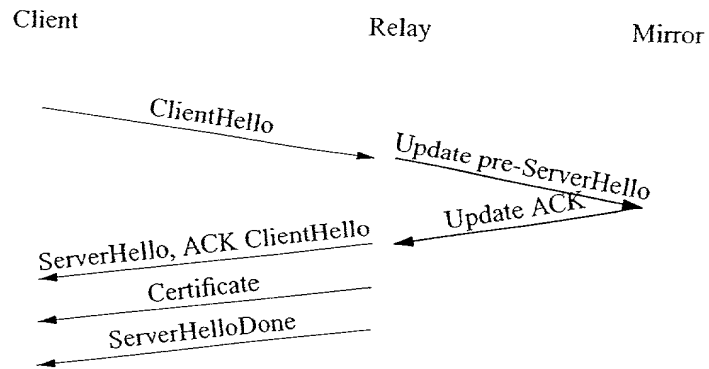 Client
Relay
Mirror
ClientHello
Update pre-ServerHello
Update ACK
ServerHello, ACK ClientHello
Certificate
ServerHelloDone